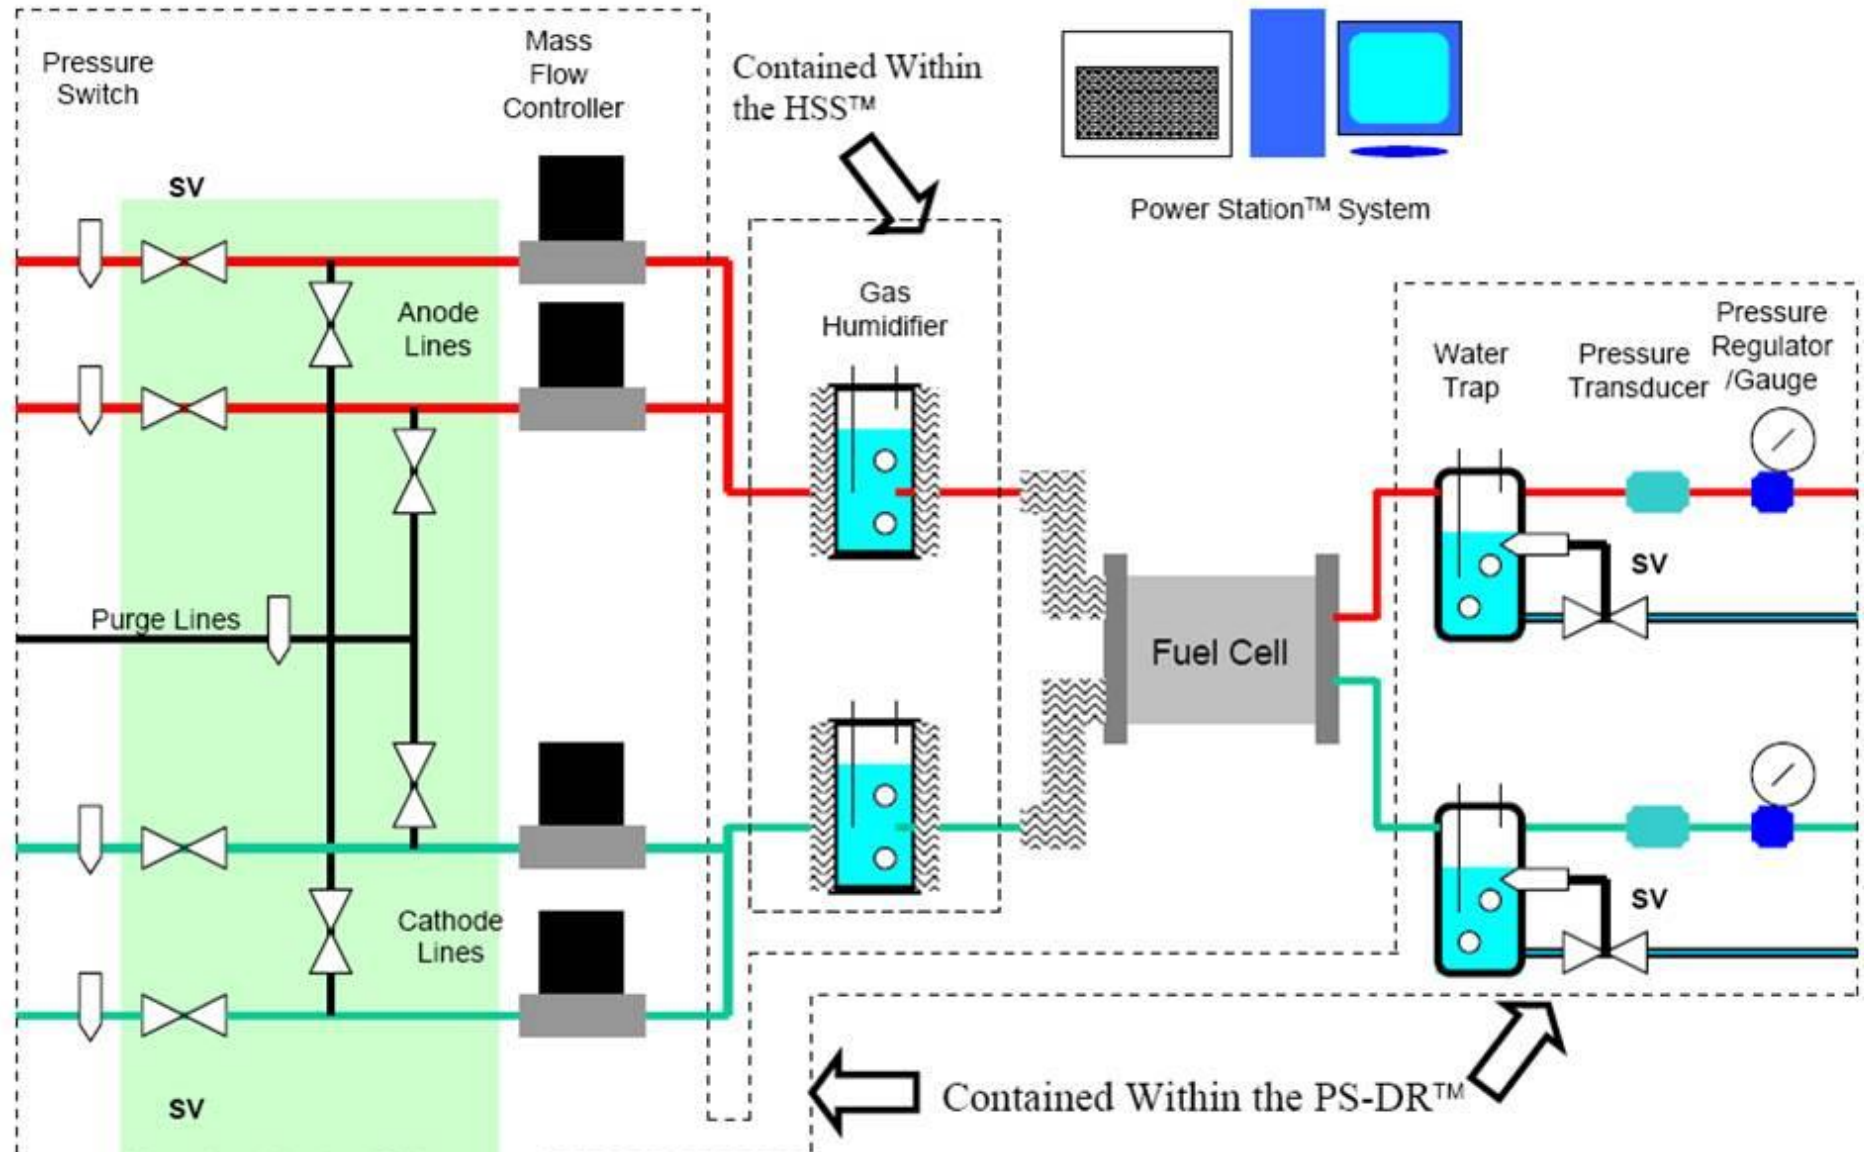 Pressure
Switch
Mass
Flow
Controller
Contained Within
the HSS™
Power Station™ System
SV
Anode
Lines
Gas
Humidifier
Water
Trap
Pressure
Transducer
Pressure
Regulator
/Gauge
SV
Purge Lines
Fuel Cell
Cathode
Lines
SV
SV
Contained Within the PS-DR™